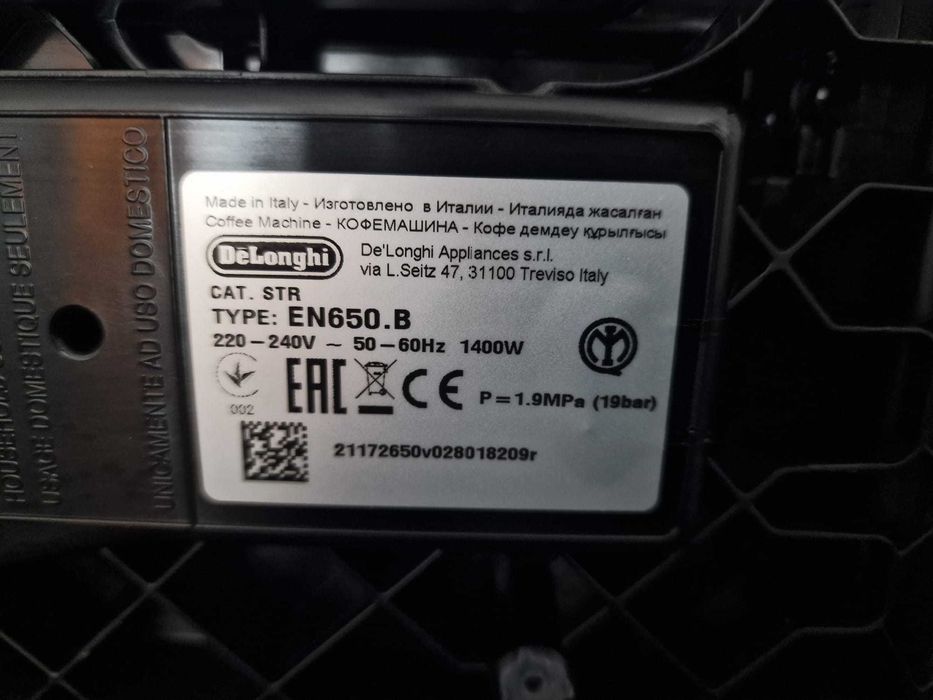 Made in Italy - Изготовлено в Италии - Италияда жасалған
Coffee Machine - КОФЕМАШИНА - Кофе демдеу құрылғысы
DeLonghi
De'Longhi Appliances s.r.l.
via L.Seitz 47, 31100 Treviso Italy
CAT. STR
TYPE: EN650.B
220-240V ~ 50-60Hz 1400W
002
EAC
CE
P=1.9MPa (19bar)
21172650v028018209r
USAGE DOMESTIQUE SEULEMENT
UNICAMENTE AD USO DOMESTICO